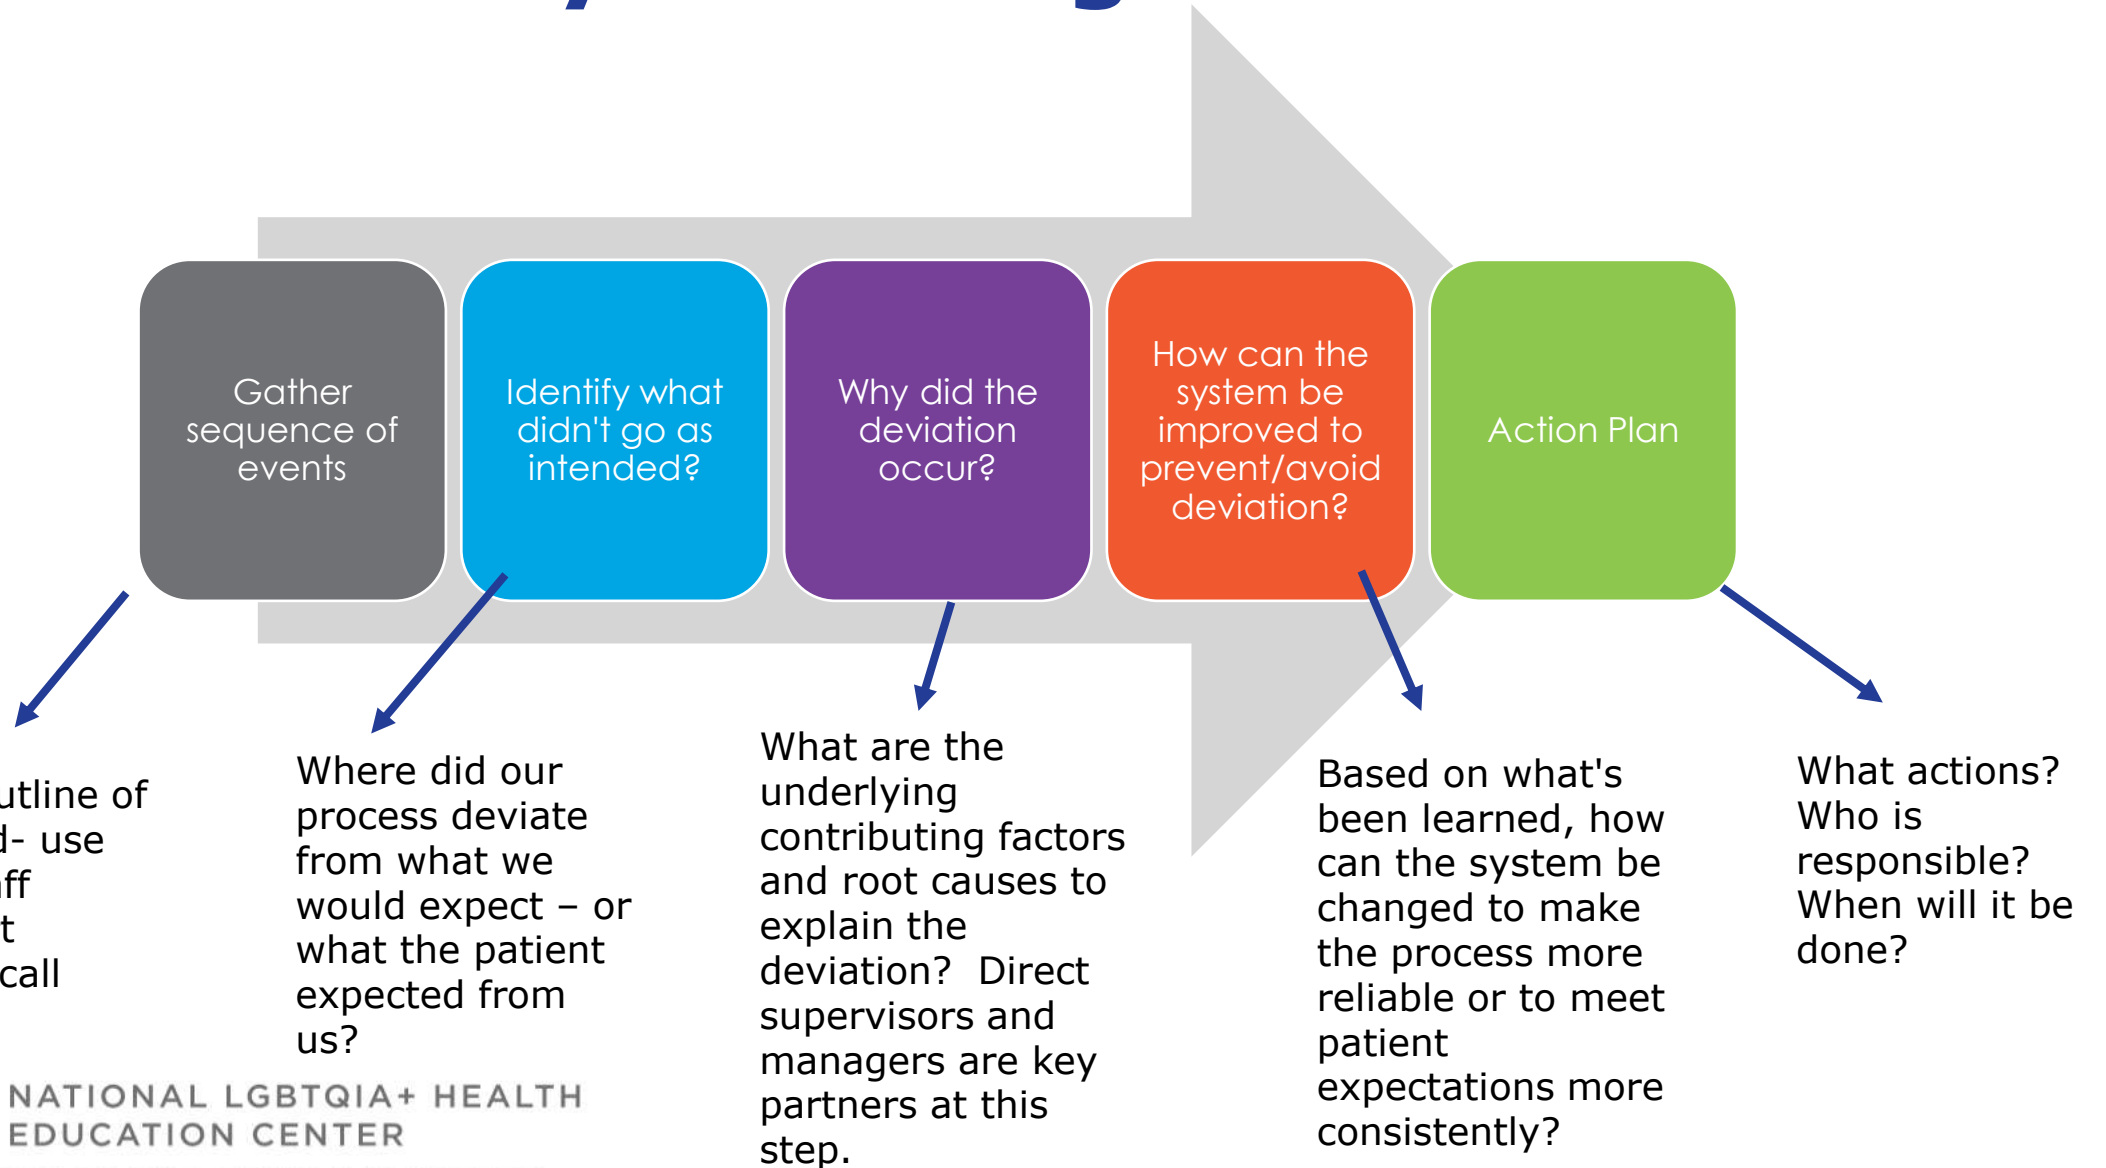 Gather
sequence of
events
Identify what
didn't go as
intended?
Why did the
deviation
occur?
How can the
system be
improved to
prevent/avoid
deviation?
Action Plan
of
use
call
Where did our
process deviate
from what we
would expect – or
what the patient
expected from
us?
What are the
underlying
contributing factors
and root causes to
explain the
deviation?  Direct
supervisors and
managers are key
partners at this
step.
Based on what's
been learned, how
can the system be
changed to make
the process more
reliable or to meet
patient
expectations more
consistently?
What actions?
Who is
responsible?
When will it be
done?
NATIONAL LGBTQIA+ HEALTH
EDUCATION CENTER